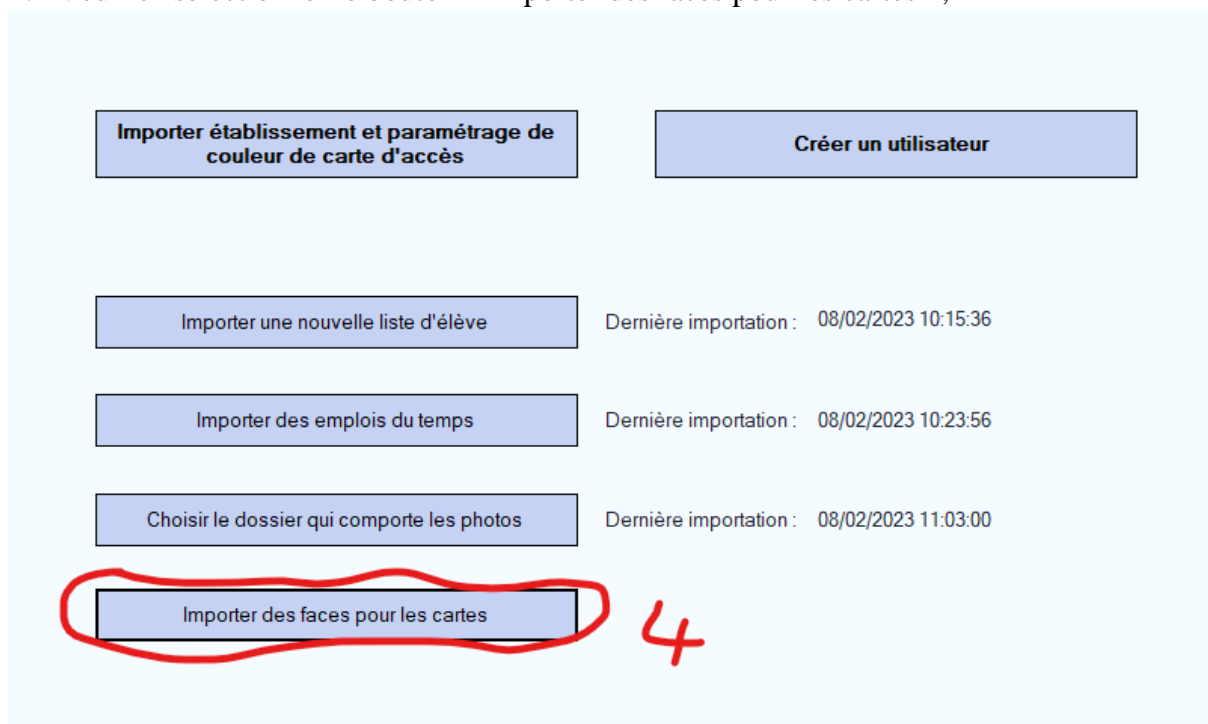 Importer établissement et paramétrage de
couleur de carte d'accès
Créer un utilisateur
Importer une nouvelle liste d'élève
Dernière importation : 08/02/2023 10:15:36
Importer des emplois du temps
Dernière importation : 08/02/2023 10:23:56
Choisir le dossier qui comporte les photos
Dernière importation : 08/02/2023 11:03:00
Importer des faces pour les cartes
4